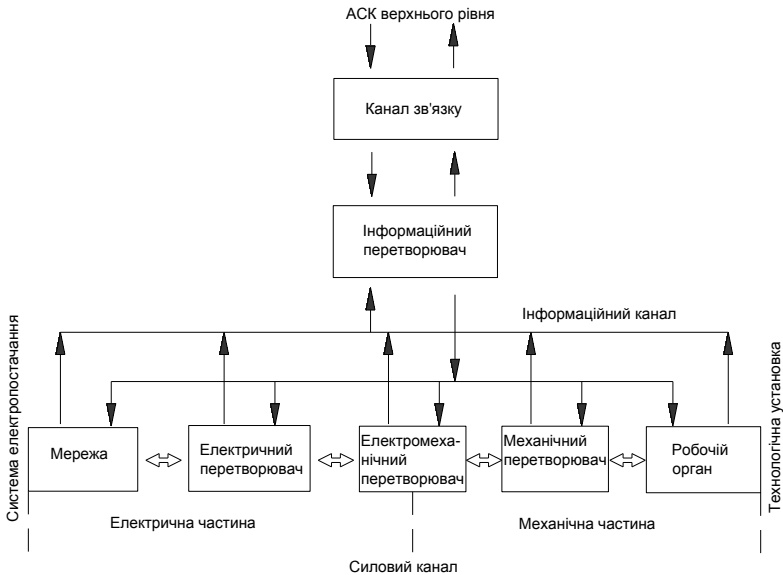 АСК верхнього рівня
Канал зв'язку
Інформаційний
перетворювач
Інформаційний канал
Система електропостачання
Технологічна установка
Мережа
Електричний
перетворювач
Електромеха-
нічний
перетворювач
Механічний
перетворювач
Робочій
орган
Електрична частина
Механічна частина
Силовий канал